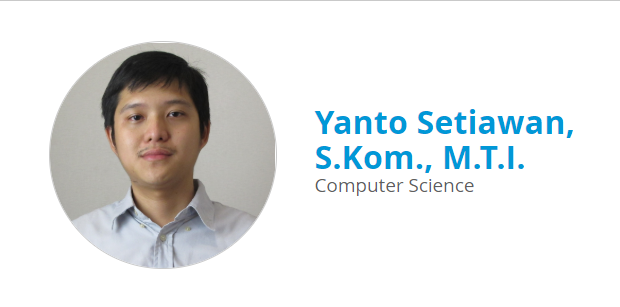 Yanto Setiawan,
S.Kom., M.T.I.
Computer Science